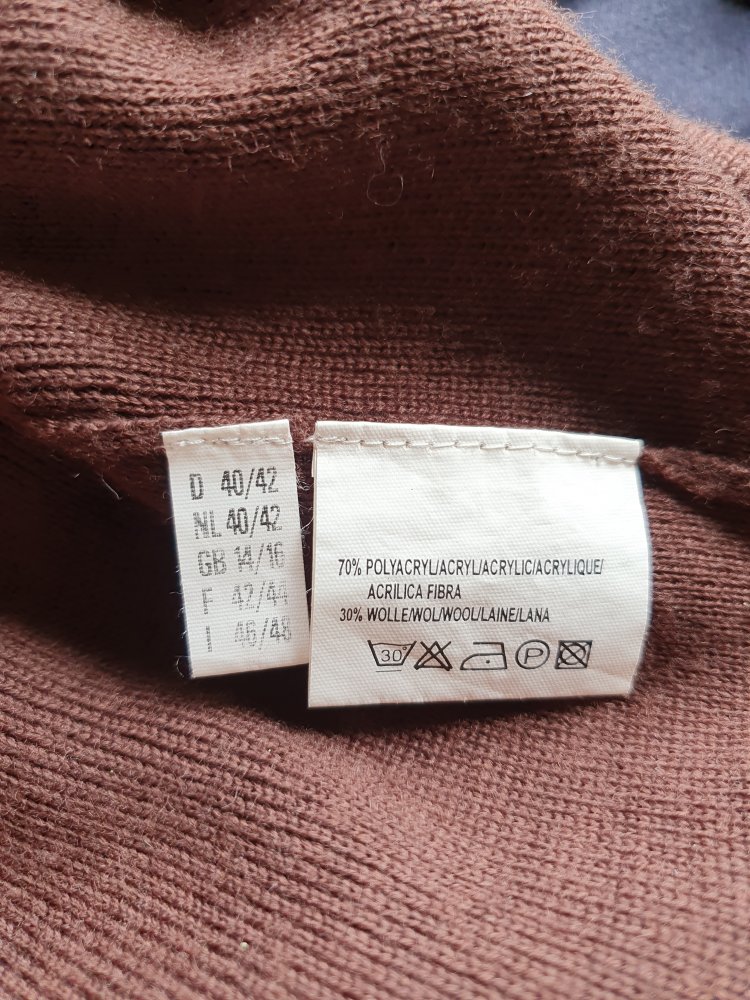 D 40/42
NL 40/42
GB 14/16
F 42/44
I 46/48
70% POLYACRYL/ACRYL/ACRYLIC/ACRYLIQUE/
ACRILICA FIBRA
30% WOLLE/WOL/WOOL/LAINE/LANA
30° P